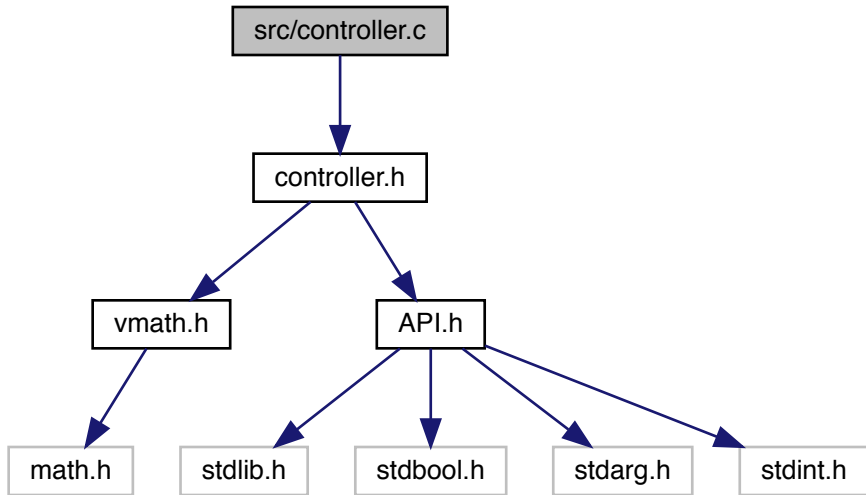 src/controller.c
controller.h
vmath.h
API.h
math.h
stdlib.h
stdbool.h
stdarg.h
stdint.h